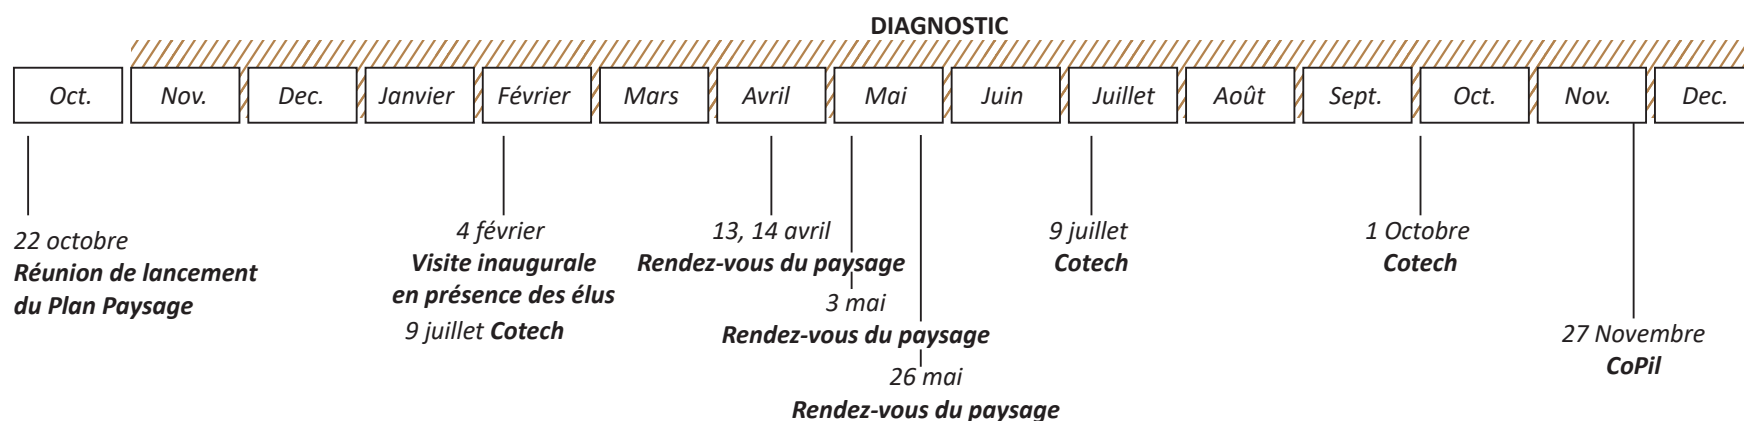 DIAGNOSTIC
Oct. Nov. Dec. Janvier Février Mars Avril Mai Juin Juillet Août Sept. Oct. Nov. Dec.
22 octobre
Réunion de lancement
du Plan Paysage
4 février
Visite inaugurale
en présence des élus
9 juillet Cotech
13, 14 avril
Rendez-vous du paysage
3 mai
Rendez-vous du paysage
26 mai
Rendez-vous du paysage
9 juillet
Cotech
1 Octobre
Cotech
27 Novembre
CoPil